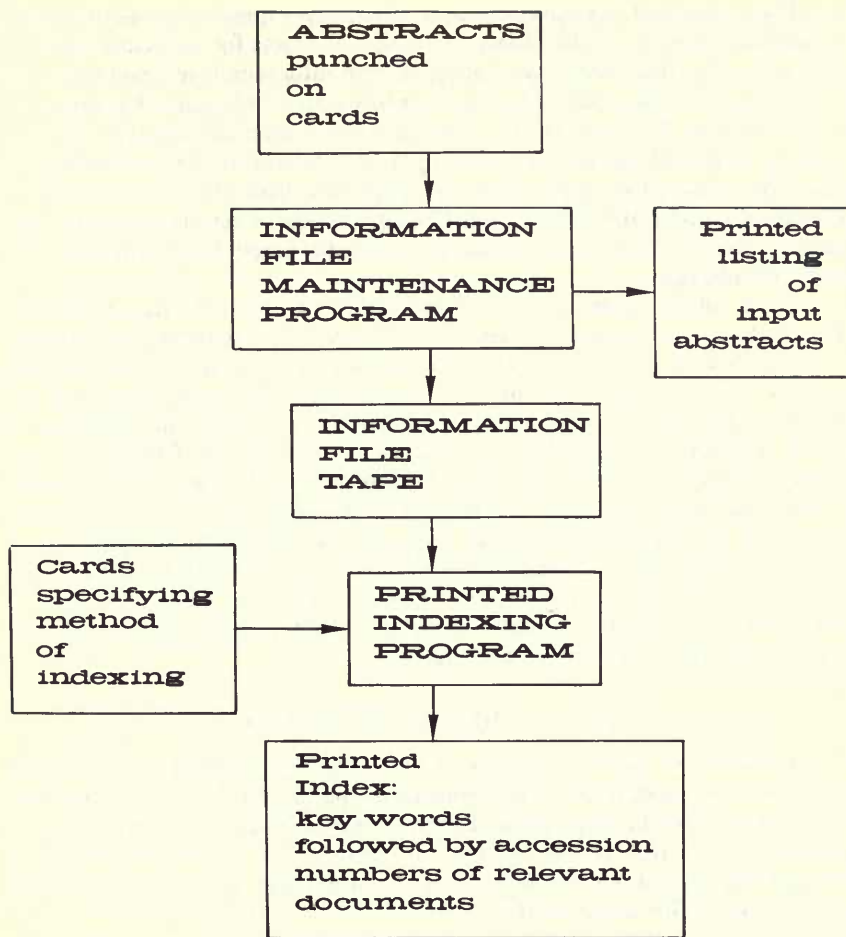 ABSTRACTS
punched
on
cards
INFORMATION
FILE
MAINTENANCE
PROGRAM
Printed
listing
of
input
abstracts
INFORMATION
FILE
TAPE
Cards
specifying
method
of
indexing
PRINTED
INDEXING
PROGRAM
Printed
Index:
key words
followed by accession
numbers of relevant
documents